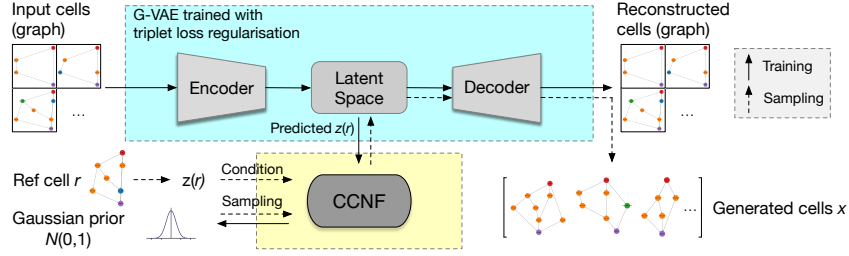 Input cells
(graph)
G-VAE trained with
triplet loss regularisation
Encoder
Latent
Space
Decoder
Reconstructed
cells (graph)
Training
Sampling
...
...
Predicted z(r)
Ref cell r
z(r)
Condition
Sampling
CCNF
Gaussian prior
N(0,1)
...
Generated cells x